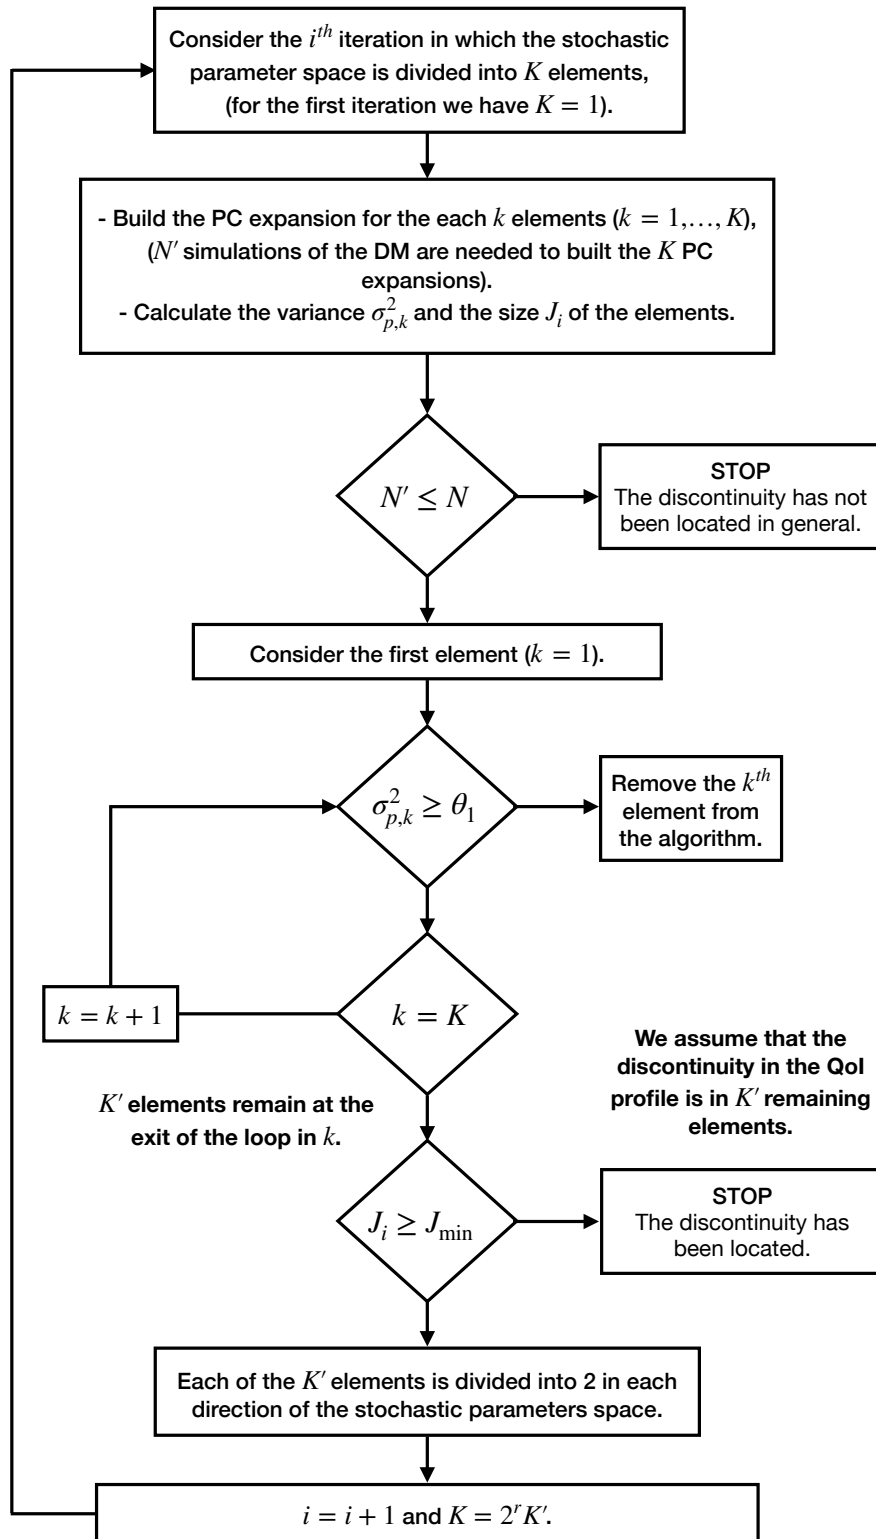 Consider the i^{th} iteration in which the stochastic
parameter space is divided into K elements,
(for the first iteration we have K = 1).
- Build the PC expansion for the each k elements (k = 1,…, K),
(N′ simulations of the DM are needed to built the K PC
expansions).
- Calculate the variance σ²_{p,k} and the size J_i of the elements.
N′ ≤ N
STOP
The discontinuity has not
been located in general.
Consider the first element (k = 1).
σ²_{p,k} ≥ θ_1
Remove the k^{th}
element from
the algorithm.
k = k + 1
k = K
We assume that the
discontinuity in the QoI
profile is in K′ remaining
elements.
K′ elements remain at the
exit of the loop in k.
J_i ≥ J_{min}
STOP
The discontinuity has
been located.
Each of the K′ elements is divided into 2 in each
direction of the stochastic parameters space.
i = i + 1 and K = 2^r K′.